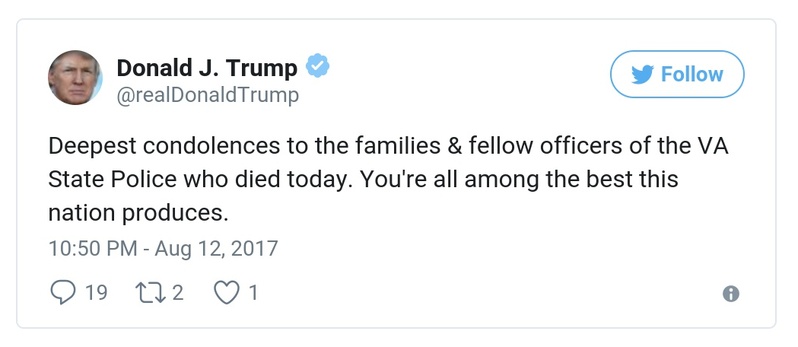 Donald J. Trump
Follow
@realDonaldTrump
Deepest condolences to the families & fellow officers of the VA
State Police who died today. You're all among the best this
nation produces.
10:50 PM - Aug 12, 2017
19 2 1